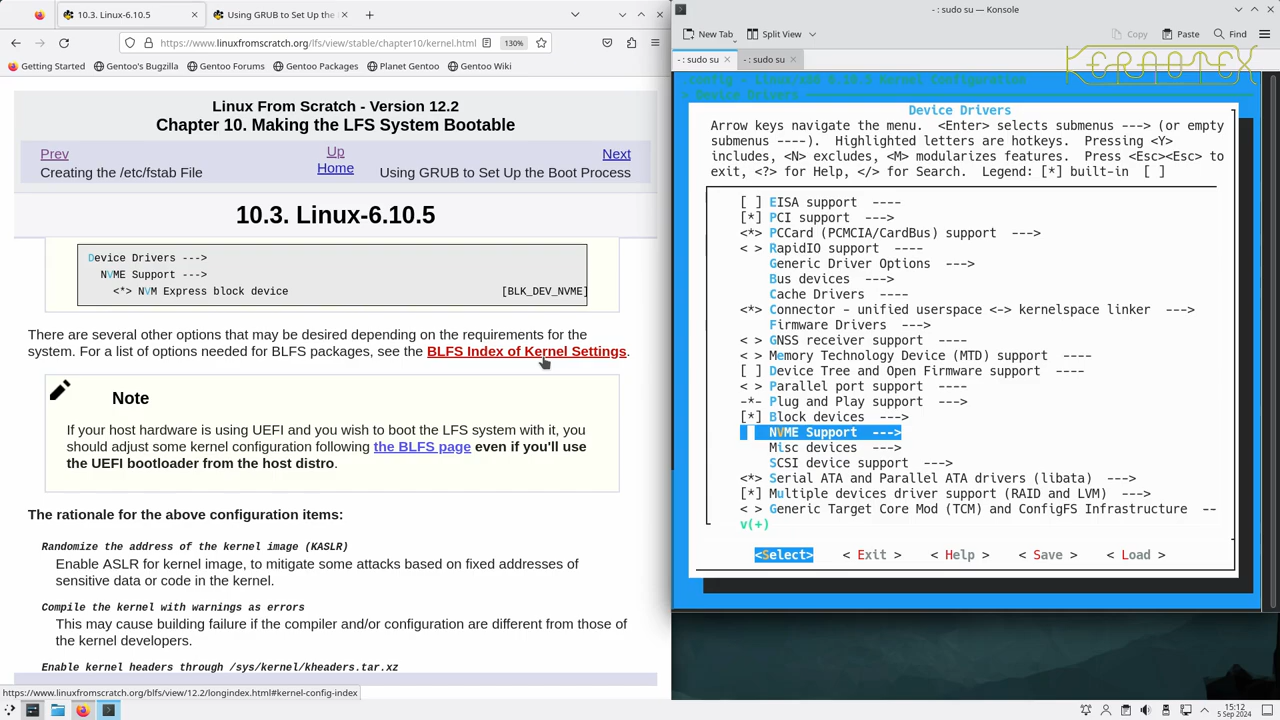 10.3. Linux-6.10.5
Using GRUB to Set Up the
https://www.linuxfromscratch.org/lfs/view/stable/chapter10/kernel.html
130%
Getting Started
Gentoo's Bugzilla
Gentoo Forums
Gentoo Packages
Planet Gentoo
Gentoo Wiki
Linux From Scratch - Version 12.2
Chapter 10. Making the LFS System Bootable
Prev
Up
Next
Creating the /etc/fstab File
Home
Using GRUB to Set Up the Boot Process
10.3. Linux-6.10.5
Device Drivers --->
NVME Support --->
<*> NVM Express block device [BLK_DEV_NVME]
There are several other options that may be desired depending on the requirements for the
system. For a list of options needed for BLFS packages, see the BLFS Index of Kernel Settings.
Note
If your host hardware is using UEFI and you wish to boot the LFS system with it, you
should adjust some kernel configuration following the BLFS page even if you'll use
the UEFI bootloader from the host distro.
The rationale for the above configuration items:
Randomize the address of the kernel image (KASLR)
Enable ASLR for kernel image, to mitigate some attacks based on fixed addresses of
sensitive data or code in the kernel.
Compile the kernel with warnings as errors
This may cause building failure if the compiler and/or configuration are different from those of
the kernel developers.
Enable kernel headers through /sys/kernel/kheaders.tar.xz
https://www.linuxfromscratch.org/blfs/view/12.2/longindex.html#kernel-config-index
- : sudo su — Konsole
New Tab
Split View
Copy
Paste
Find
- : sudo su
- : sudo su
KERNOTEX
.config - Linux/x86 6.10.5 Kernel Configuration
> Device Drivers
Device Drivers
Arrow keys navigate the menu. <Enter> selects submenus ---> (or empty
submenus ----). Highlighted letters are hotkeys. Pressing <Y>
includes, <N> excludes, <M> modularizes features. Press <Esc><Esc> to
exit, <?> for Help, </> for Search. Legend: [*] built-in [ ]
[ ] EISA support ----
[*] PCI support --->
<*> PCCard (PCMCIA/CardBus) support --->
< > RapidIO support ----
Generic Driver Options --->
Bus devices --->
Cache Drivers ----
<*> Connector - unified userspace <-> kernelspace linker --->
Firmware Drivers --->
< > GNSS receiver support ----
< > Memory Technology Device (MTD) support ----
[ ] Device Tree and Open Firmware support ----
< > Parallel port support ----
-*- Plug and Play support --->
[*] Block devices --->
NVME Support --->
Misc devices --->
SCSI device support --->
<*> Serial ATA and Parallel ATA drivers (libata) --->
[*] Multiple devices driver support (RAID and LVM) --->
< > Generic Target Core Mod (TCM) and ConfigFS Infrastructure --
v(+)
<Select> < Exit > < Help > < Save > < Load >
15:12
5 Sep 2024